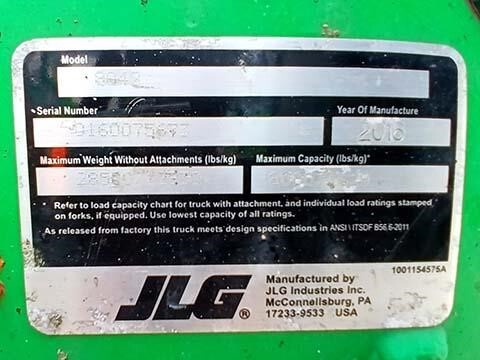 Model
Serial Number
Year Of Manufacture
2016
Maximum Weight Without Attachments (lbs/kg)
Maximum Capacity (lbs/kg)*
* Refer to load capacity chart for truck with attachment, and individual load ratings stamped
on forks, if equipped. Use lowest capacity of all ratings.
As released from factory this truck meets design specifications in ANSI \ ITSDF B56.6-2011
JLG ®
Manufactured by
JLG Industries Inc.
McConnellsburg, PA
17233-9533 USA
1001154575A